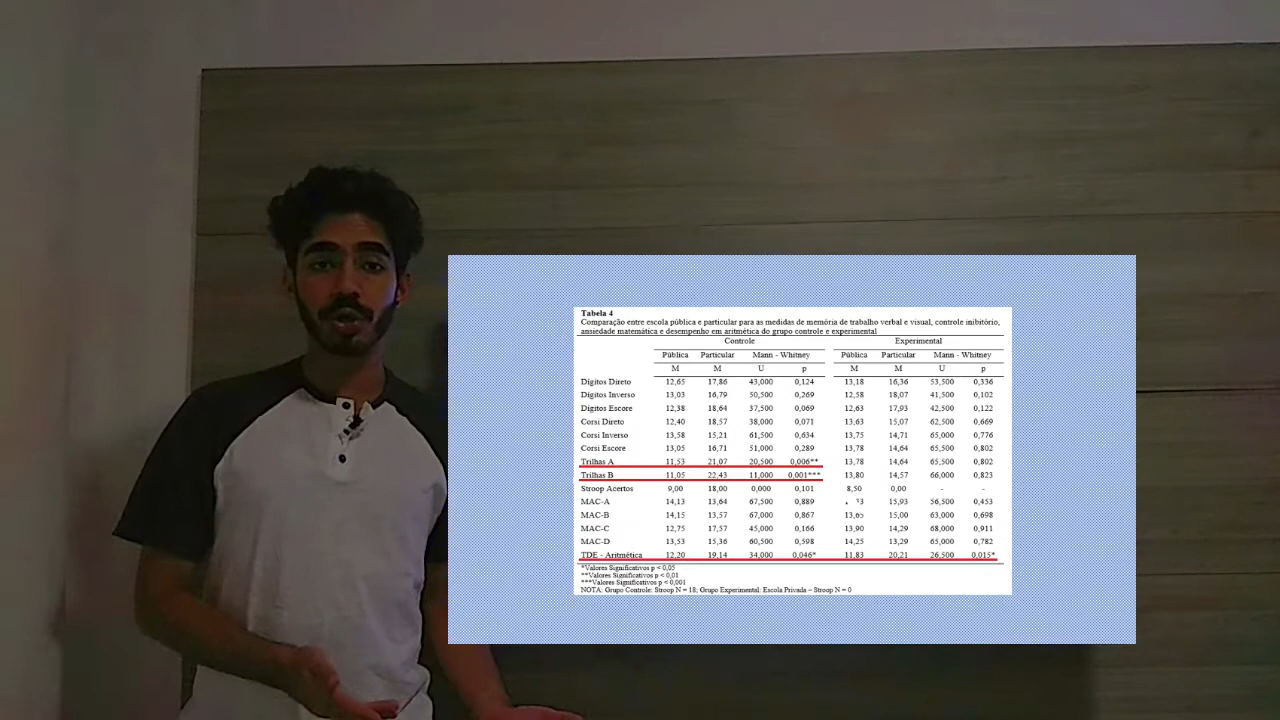 Tabela 4
Comparação entre escola pública e particular para as medidas de memória de trabalho verbal e visual, controle inibitório,
ansiedade matemática e desempenho em aritmética do grupo controle e experimental
Controle Experimental
Pública Particular Mann - Whitney Pública Particular Mann - Whitney
M M U p M M U p
Dígitos Direto 12,65 17,86 43,000 0,124 13,18 16,36 53,500 0,336
Dígitos Inverso 13,03 16,79 50,500 0,269 12,58 18,07 41,500 0,102
Dígitos Escore 12,38 18,64 37,500 0,069 12,63 17,93 42,500 0,122
Corsi Direto 12,40 18,57 38,000 0,071 13,63 15,07 62,500 0,669
Corsi Inverso 13,58 15,21 61,500 0,634 13,75 14,71 65,000 0,776
Corsi Escore 13,05 16,71 51,000 0,289 13,78 14,64 65,500 0,802
Trilhas A 11,53 21,07 20,500 0,006** 13,78 14,64 65,500 0,802
Trilhas B 11,05 22,43 11,000 0,001*** 13,80 14,57 66,000 0,823
Stroop Acertos 9,00 18,00 0,000 0,101 8,50 0,00 - -
MAC-A 14,13 13,64 67,500 0,889 15,93 56,500 0,453
MAC-B 14,15 13,57 67,000 0,867 13,65 15,00 63,000 0,698
MAC-C 12,75 17,57 45,000 0,166 13,90 14,29 68,000 0,911
MAC-D 13,53 15,36 60,500 0,598 14,25 13,29 65,000 0,782
TDE - Aritmética 12,20 19,14 34,000 0,046* 11,83 20,21 26,500 0,015*
*Valores Significativos p < 0,05
**Valores Significativos p < 0,01
***Valores Significativos p < 0,001
NOTA: Grupo Controle: Stroop N = 18; Grupo Experimental: Escola Privada – Stroop N = 0